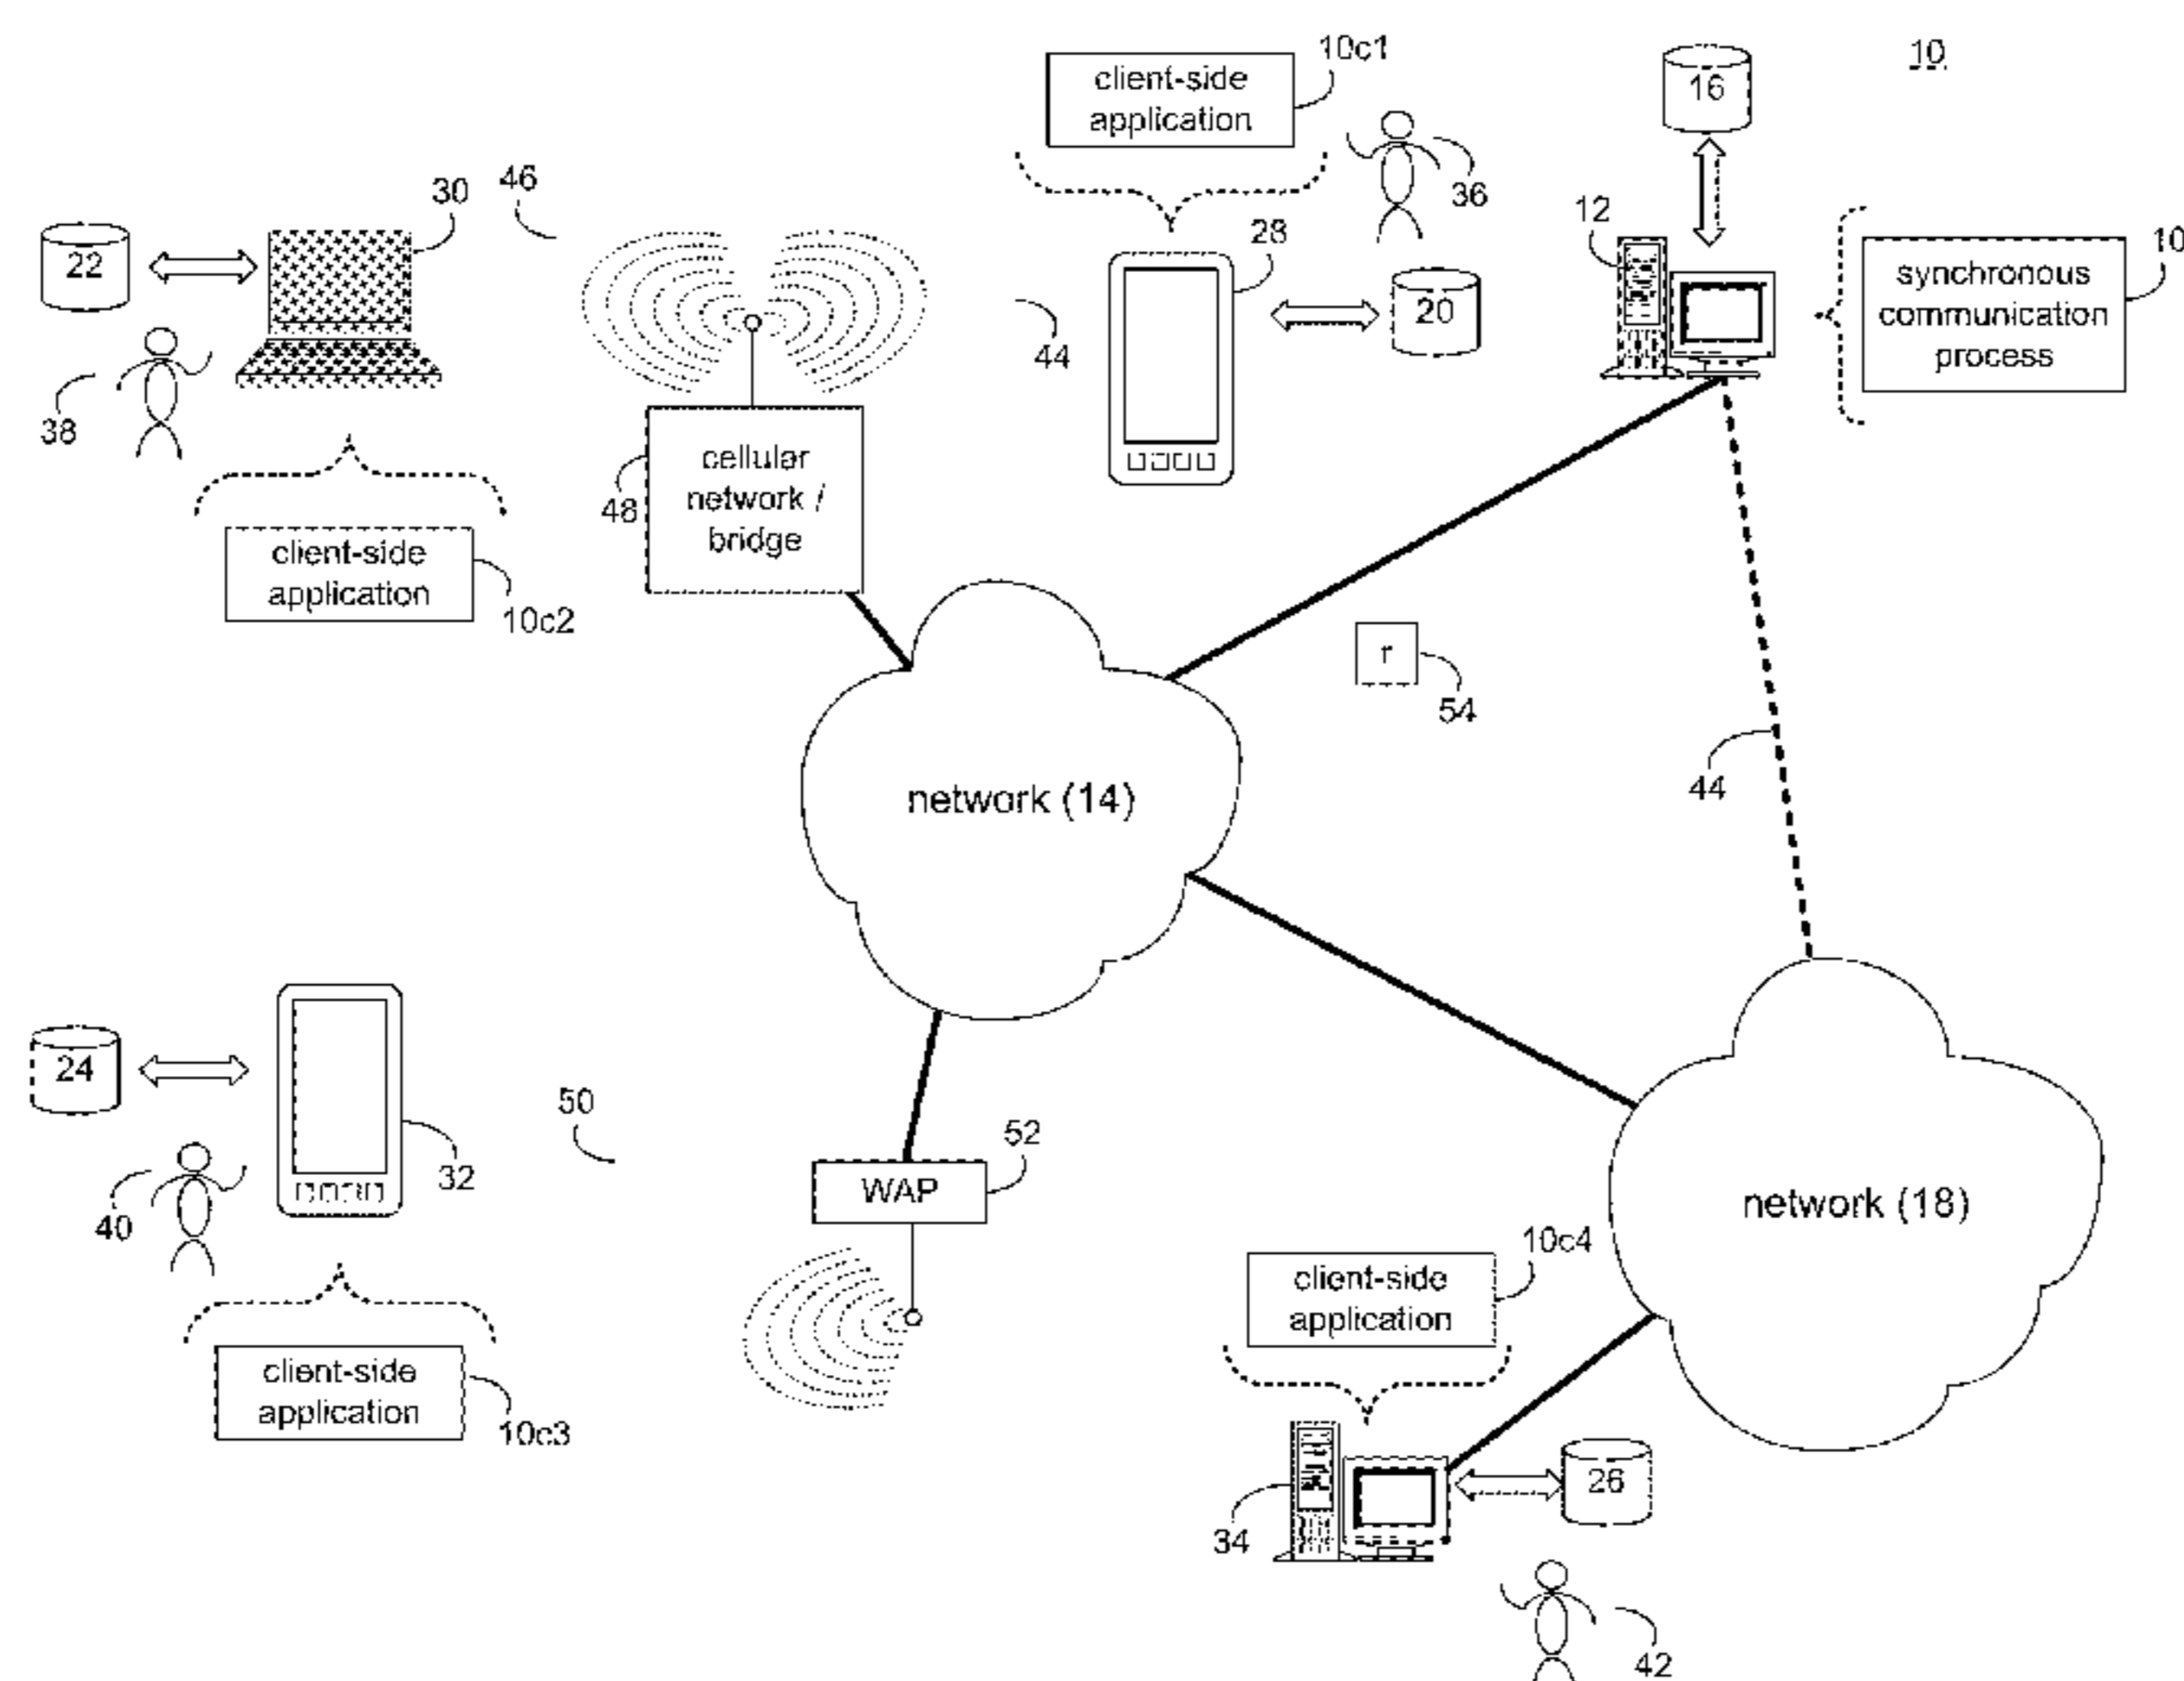 10c1
client-side
application
36
16
10
12
synchronous
communication
process
10
22
30
46
28
20
44
38
48
cellular
network /
bridge
client-side
application
10c2
r
54
network (14)
44
24
32
40
50
52
WAP
client-side
application
10c3
network (18)
10c4
client-side
application
34
26
42